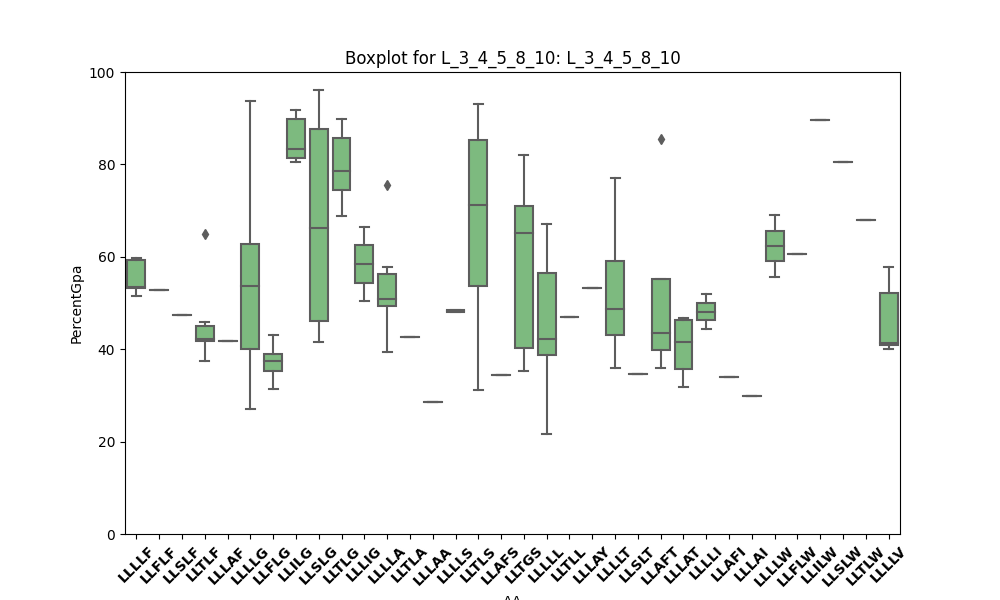 Boxplot for L_3_4_5_8_10: L_3_4_5_8_10
100
80
60
40
20
0
PercentGpa
LLLLF LLFLF LLSLF LLTLF LLLAF LLLLG LLFLG LLILG LLSLG LLTLG LLLIG LLLLA LLTLA LLLAA LLLLS LLTLS LLAFS LLTGS LLLLL LLTLL LLLAY LLLLT LLSLT LLAFT LLLAT LLLLI LLAFI LLLAI LLLLW LLFLW LLILW LLSLW LLTLW LLLLV
AA